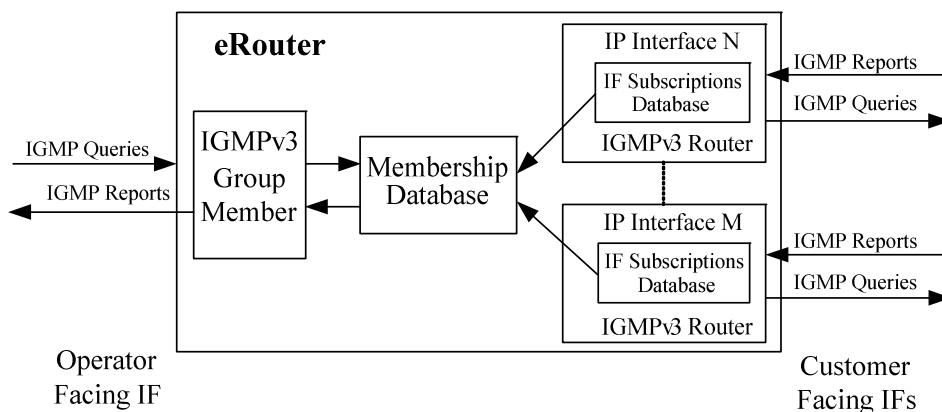 eRouter
IGMP Queries
IGMP Reports
IGMPv3
Group
Member
Membership
Database
IP Interface N
IF Subscriptions
Database
IGMPv3 Router
IP Interface M
IF Subscriptions
Database
IGMPv3 Router
IGMP Reports
IGMP Queries
IGMP Reports
IGMP Queries
Operator
Facing IF
Customer
Facing IFs